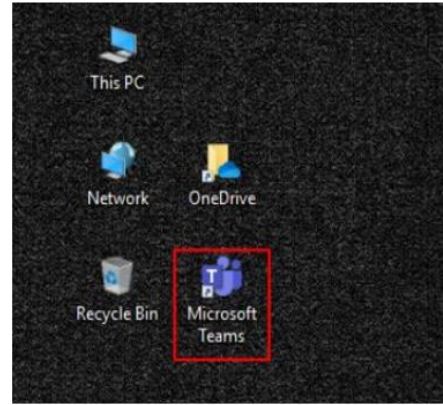 This PC
Network
OneDrive
Recycle Bin
Microsoft
Teams